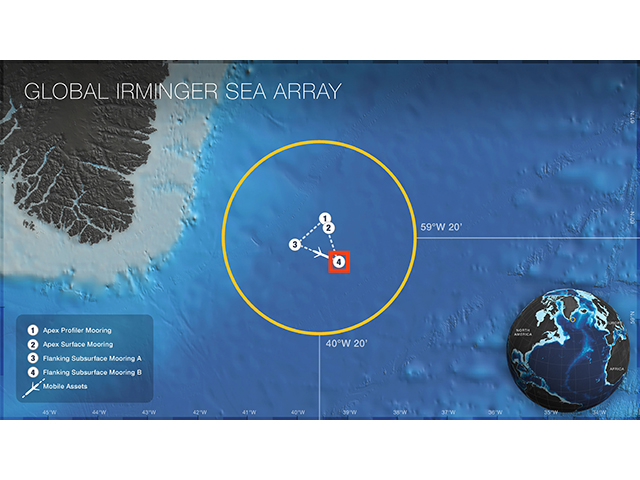 GLOBAL IRMINGER SEA ARRAY
1
2
3
4
59°W 20'
40°W 20'
1 Apex Profiler Mooring
2 Apex Surface Mooring
3 Flanking Subsurface Mooring A
4 Flanking Subsurface Mooring B
Mobile Assets
NORTH
AMERICA
AFRICA
45°W 44°W 43°W 42°W 41°W 40°W 39°W 38°W 37°W 36°W 35°W 34°W